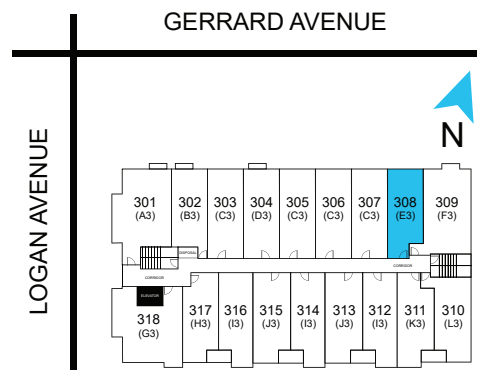 GERRARD AVENUE
LOGAN AVENUE
N
301 302 303 304 305 306 307 308 309
(A3) (B3) (C3) (D3) (C3) (C3) (C3) (E3) (F3)
DISPOSAL
CORRIDOR
CORRIDOR
ELEVATOR
318 317 316 315 314 313 312 311 310
(G3) (H3) (I3) (J3) (I3) (J3) (I3) (K3) (L3)